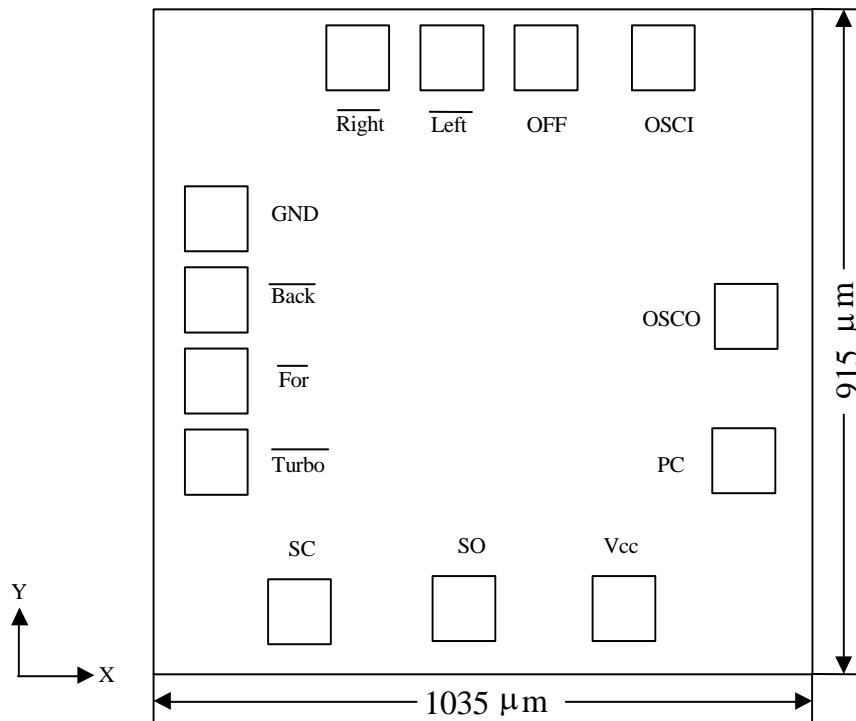 Right Left OFF OSCI
GND
Back
OSCO
For
915 μm
Turbo
PC
SC SO Vcc
Y
X
1035 μm